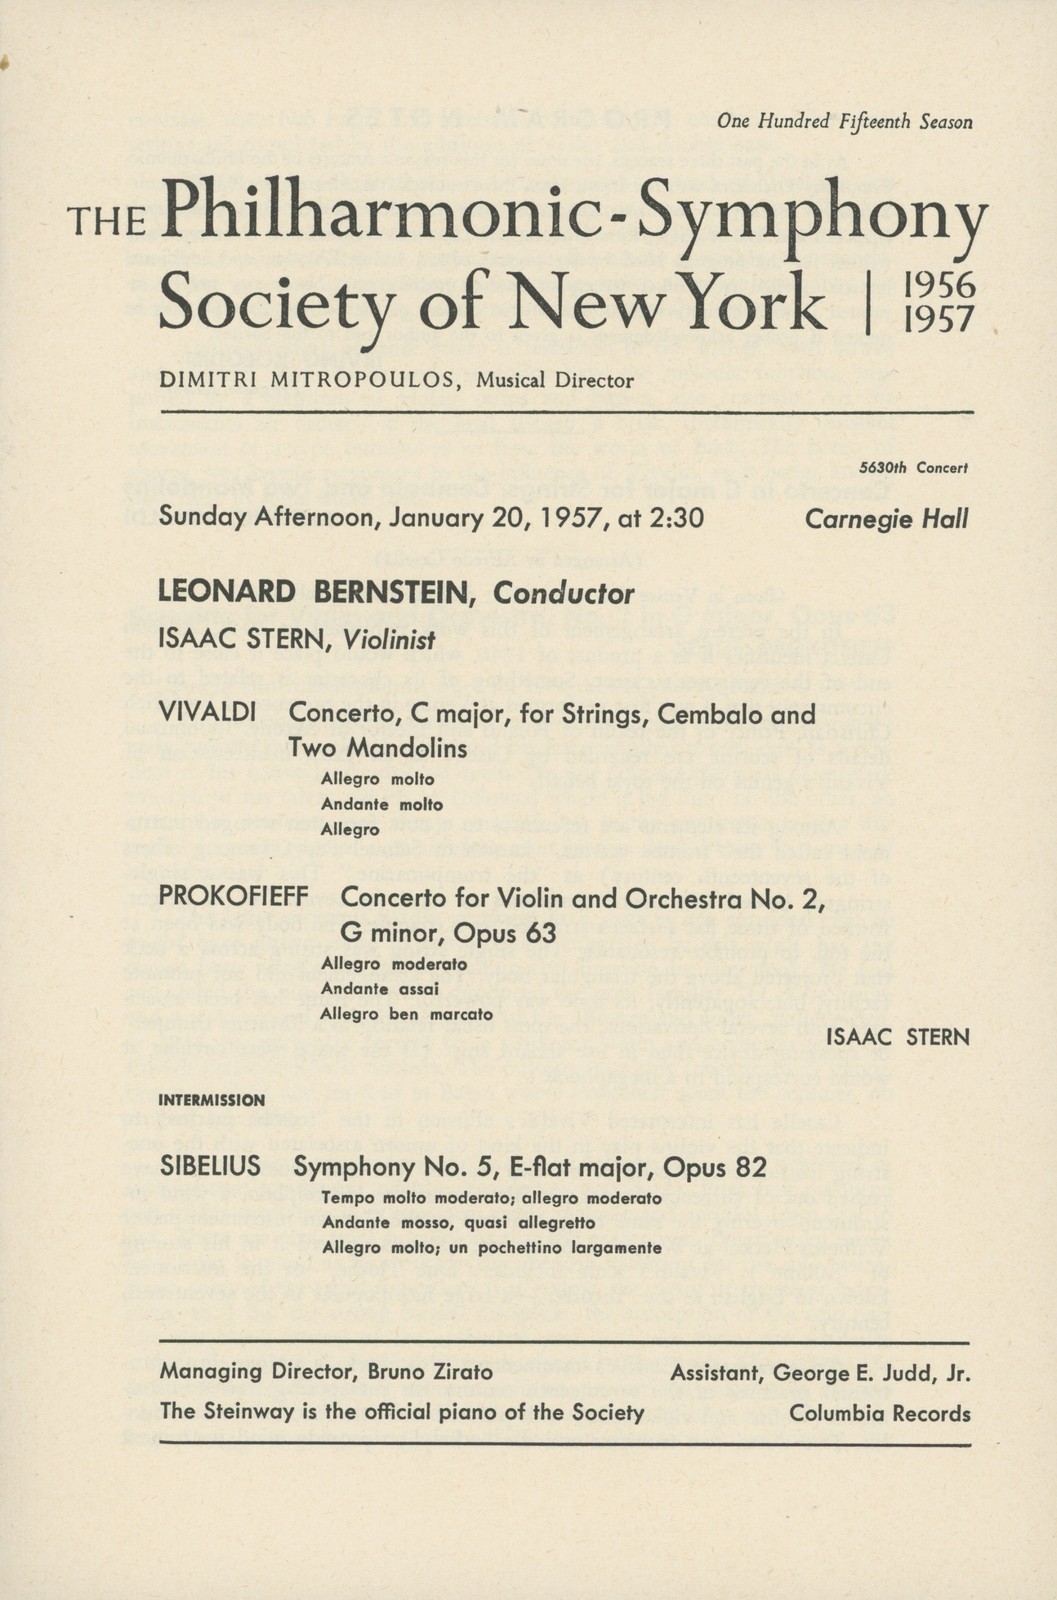 One Hundred Fifteenth Season
THE Philharmonic-Symphony
Society of New York | 1956
1957
DIMITRI MITROPOULOS, Musical Director
5630th Concert
Sunday Afternoon, January 20, 1957, at 2:30 Carnegie Hall
LEONARD BERNSTEIN, Conductor
ISAAC STERN, Violinist
VIVALDI Concerto, C major, for Strings, Cembalo and
Two Mandolins
Allegro molto
Andante molto
Allegro
PROKOFIEFF Concerto for Violin and Orchestra No. 2,
G minor, Opus 63
Allegro moderato
Andante assai
Allegro ben marcato
ISAAC STERN
INTERMISSION
SIBELIUS Symphony No. 5, E-flat major, Opus 82
Tempo molto moderato; allegro moderato
Andante mosso, quasi allegretto
Allegro molto; un pochettino largamente
Managing Director, Bruno Zirato Assistant, George E. Judd, Jr.
The Steinway is the official piano of the Society Columbia Records